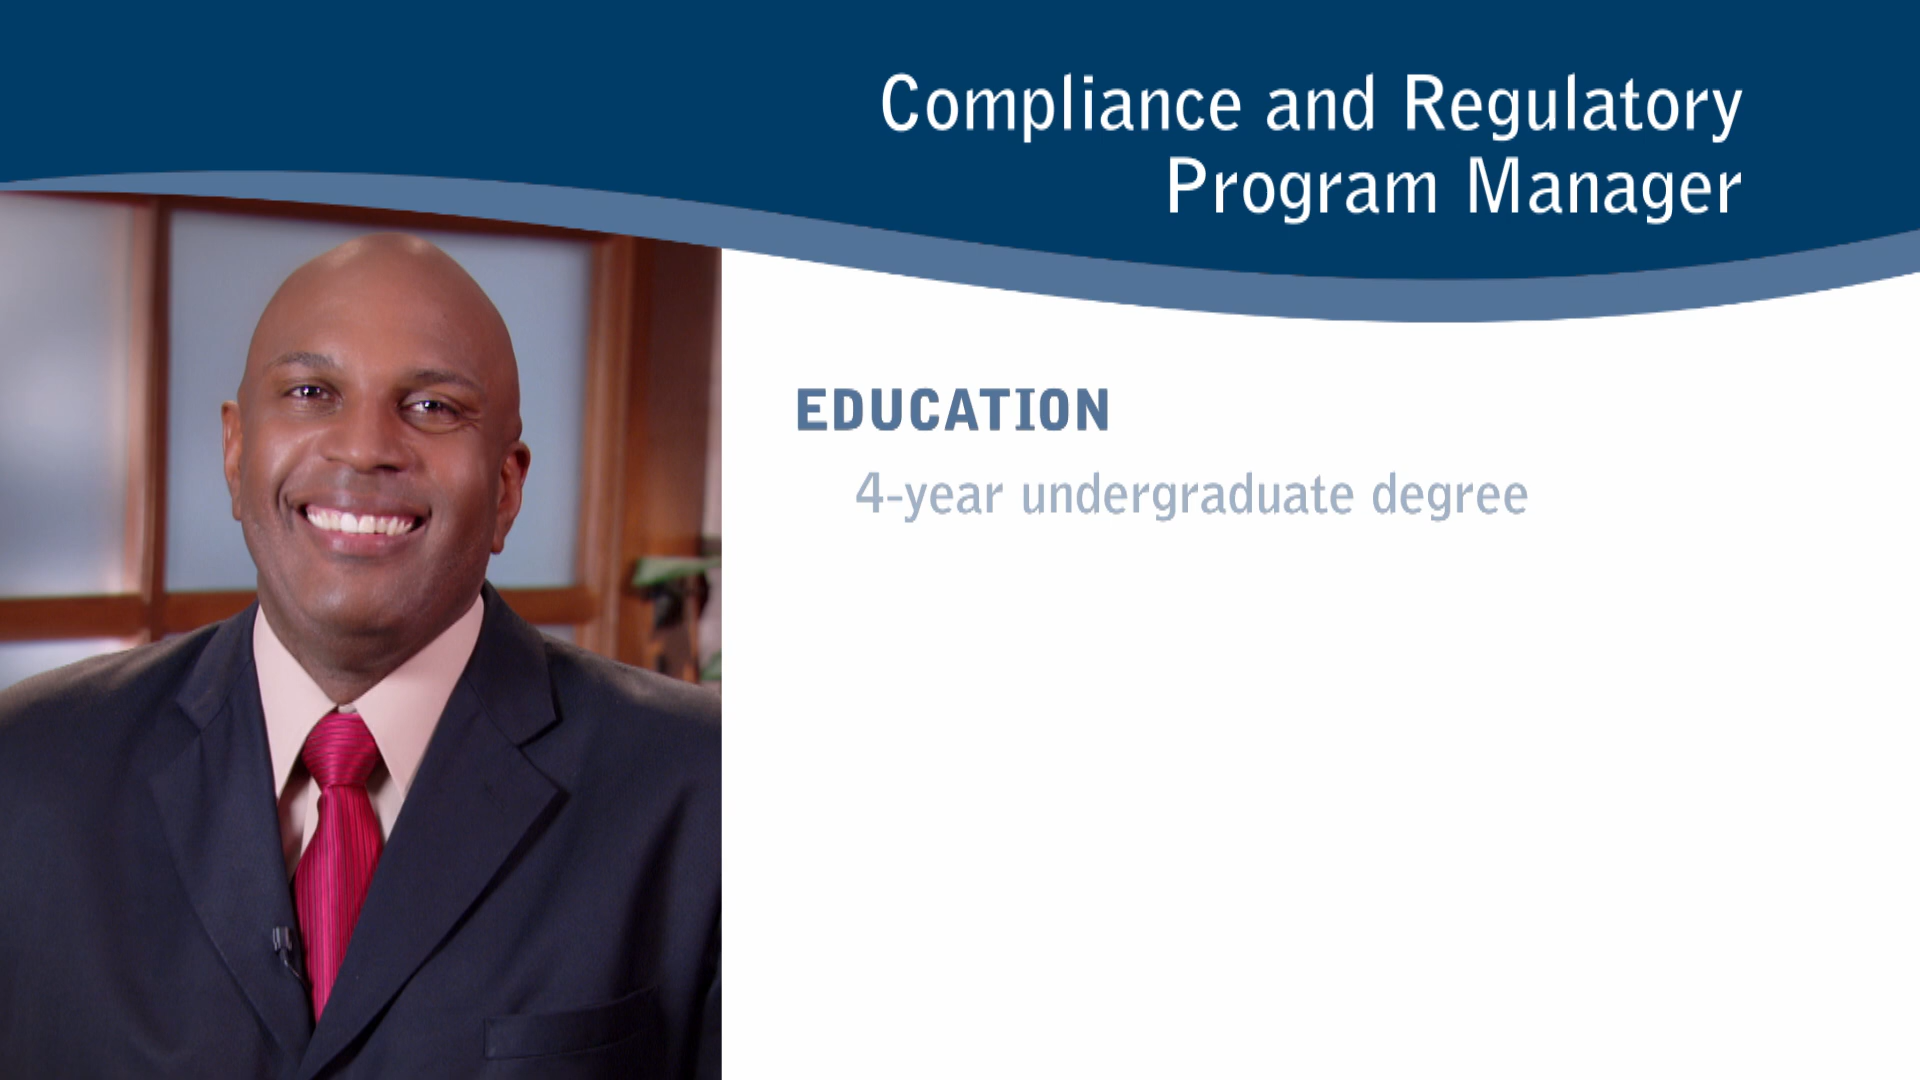 Compliance and Regulatory
Program Manager
EDUCATION
4-year undergraduate degree